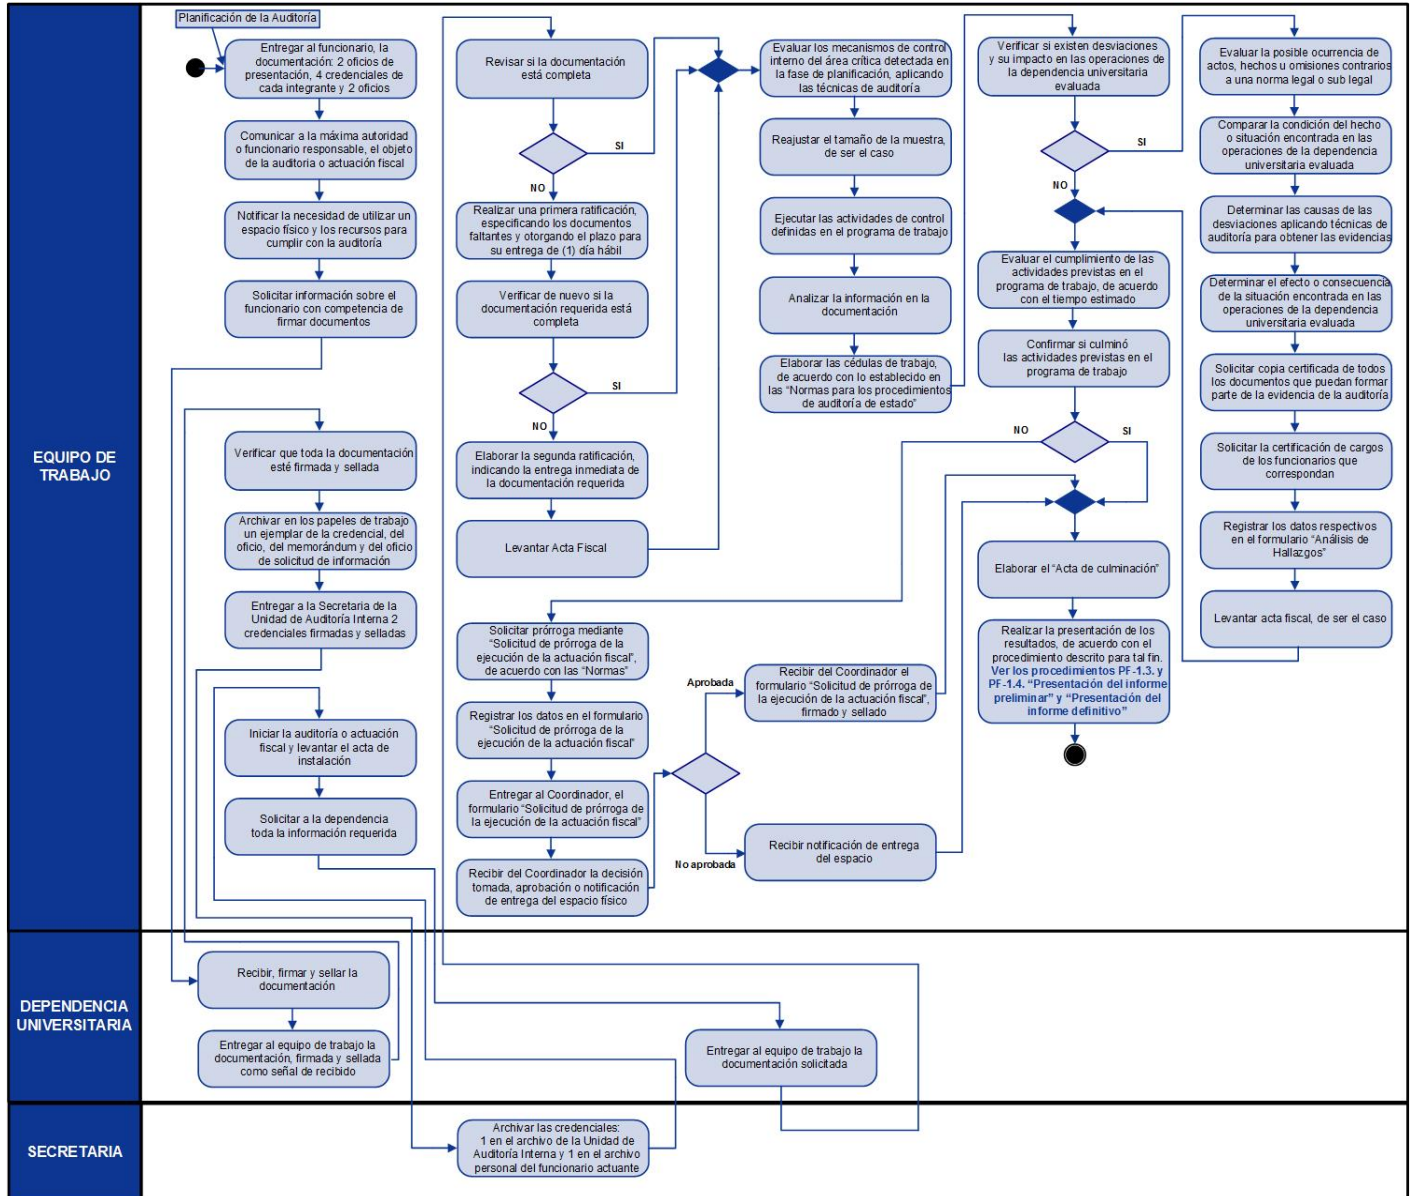 Planificación de la Auditoría
Entregar al funcionario, la
documentación: 2 oficios de
presentación, 4 credenciales de
cada integrante y 2 oficios
Comunicar a la máxima autoridad
o funcionario responsable, el objeto
de la auditoria o actuación fiscal
Notificar la necesidad de utilizar un
espacio físico y los recursos para
cumplir con la auditoría
Solicitar información sobre el
funcionario con competencia de
firmar documentos
EQUIPO DE
TRABAJO
Verificar que toda la documentación
esté firmada y sellada
Archivar en los papeles de trabajo
un ejemplar de la credencial, del
oficio, del memorándum y del oficio
de solicitud de información
Entregar a la Secretaria de la
Unidad de Auditoría Interna 2
credenciales firmadas y selladas
Iniciar la auditoría o actuación
fiscal y levantar el acta de
instalación
Solicitar a la dependencia
toda la información requerida
Revisar si la documentación
está completa
SI
NO
Realizar una primera ratificación,
especificando los documentos
faltantes y otorgando el plazo para
su entrega de (1) día hábil
Verificar de nuevo si la
documentación requerida está
completa
SI
NO
Elaborar la segunda ratificación,
indicando la entrega inmediata de
la documentación requerida
Levantar Acta Fiscal
Solicitar prórroga mediante
“Solicitud de prórroga de la
ejecución de la actuación fiscal”,
de acuerdo con las “Normas”
Registrar los datos en el formulario
“Solicitud de prórroga de la
ejecución de la actuación fiscal”
Entregar al Coordinador, el
formulario “Solicitud de prórroga de
la ejecución de la actuación fiscal”
Recibir del Coordinador la decisión
tomada, aprobación o notificación
de entrega del espacio físico
Aprobada
No aprobada
Recibir del Coordinador el
formulario “Solicitud de prórroga de
la ejecución de la actuación fiscal”,
firmado y sellado
Recibir notificación de entrega
del espacio
Evaluar los mecanismos de control
interno del área crítica detectada en
la fase de planificación, aplicando
las técnicas de auditoría
Reajustar el tamaño de la muestra,
de ser el caso
Ejecutar las actividades de control
definidas en el programa de trabajo
Analizar la información en la
documentación
Elaborar las cédulas de trabajo,
de acuerdo con lo establecido en
las “Normas para los procedimientos
de auditoría de estado”
Verificar si existen desviaciones
y su impacto en las operaciones de
la dependencia universitaria
evaluada
SI
NO
Evaluar el cumplimiento de las
actividades previstas en el
programa de trabajo, de acuerdo
con el tiempo estimado
Confirmar si culminó
las actividades previstas en el
programa de trabajo
NO
SI
Elaborar el “Acta de culminación”
Realizar la presentación de los
resultados, de acuerdo con el
procedimiento descrito para tal fin.
Ver los procedimientos PF-1.3. y
PF-1.4. “Presentación del informe
preliminar” y “Presentación del
informe definitivo”
Evaluar la posible ocurrencia de
actos, hechos u omisiones contrarios
a una norma legal o sub legal
Comparar la condición del hecho
o situación encontrada en las
operaciones de la dependencia
universitaria evaluada
Determinar las causas de las
desviaciones aplicando técnicas de
auditoría para obtener las evidencias
Determinar el efecto o consecuencia
de la situación encontrada en las
operaciones de la dependencia
universitaria evaluada
Solicitar copia certificada de todos
los documentos que puedan formar
parte de la evidencia de la auditoría
Solicitar la certificación de cargos
de los funcionarios que
correspondan
Registrar los datos respectivos
en el formulario “Análisis de
Hallazgos”
Levantar acta fiscal, de ser el caso
DEPENDENCIA
UNIVERSITARIA
Recibir, firmar y sellar la
documentación
Entregar al equipo de trabajo la
documentación, firmada y sellada
como señal de recibido
Entregar al equipo de trabajo la
documentación solicitada
SECRETARIA
Archivar las credenciales:
1 en el archivo de la Unidad de
Auditoría Interna y 1 en el archivo
personal del funcionario actuante